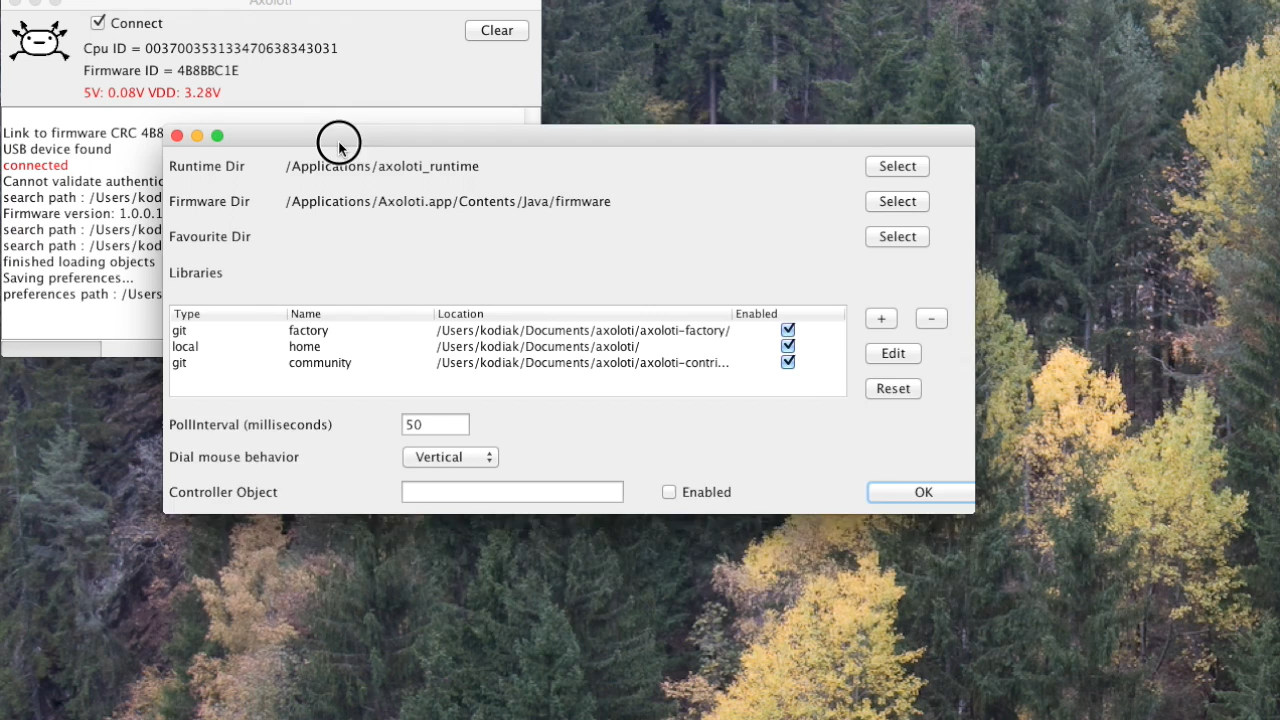 Axoloti
Connect
Clear
Cpu ID = 003700353133470638343031
Firmware ID = 4B8BBC1E
5V: 0.08V VDD: 3.28V
Link to firmware CRC 4B8
USB device found
connected
Cannot validate authentic
search path : /Users/kod
Firmware version: 1.0.0.1
search path : /Users/kod
search path : /Users/kod
finished loading objects
Saving preferences...
preferences path : /Users
Runtime Dir /Applications/axoloti_runtime Select
Firmware Dir /Applications/Axoloti.app/Contents/Java/firmware Select
Favourite Dir Select
Libraries
Type Name Location Enabled
git factory /Users/kodiak/Documents/axoloti/axoloti-factory/
local home /Users/kodiak/Documents/axoloti/
git community /Users/kodiak/Documents/axoloti/axoloti-contri...
+ -
Edit
Reset
PollInterval (milliseconds) 50
Dial mouse behavior Vertical
Controller Object Enabled OK